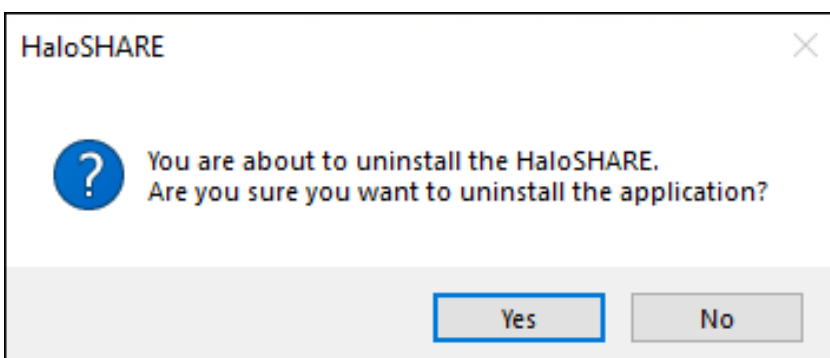 HaloSHARE
You are about to uninstall the HaloSHARE.
Are you sure you want to uninstall the application?
Yes
No